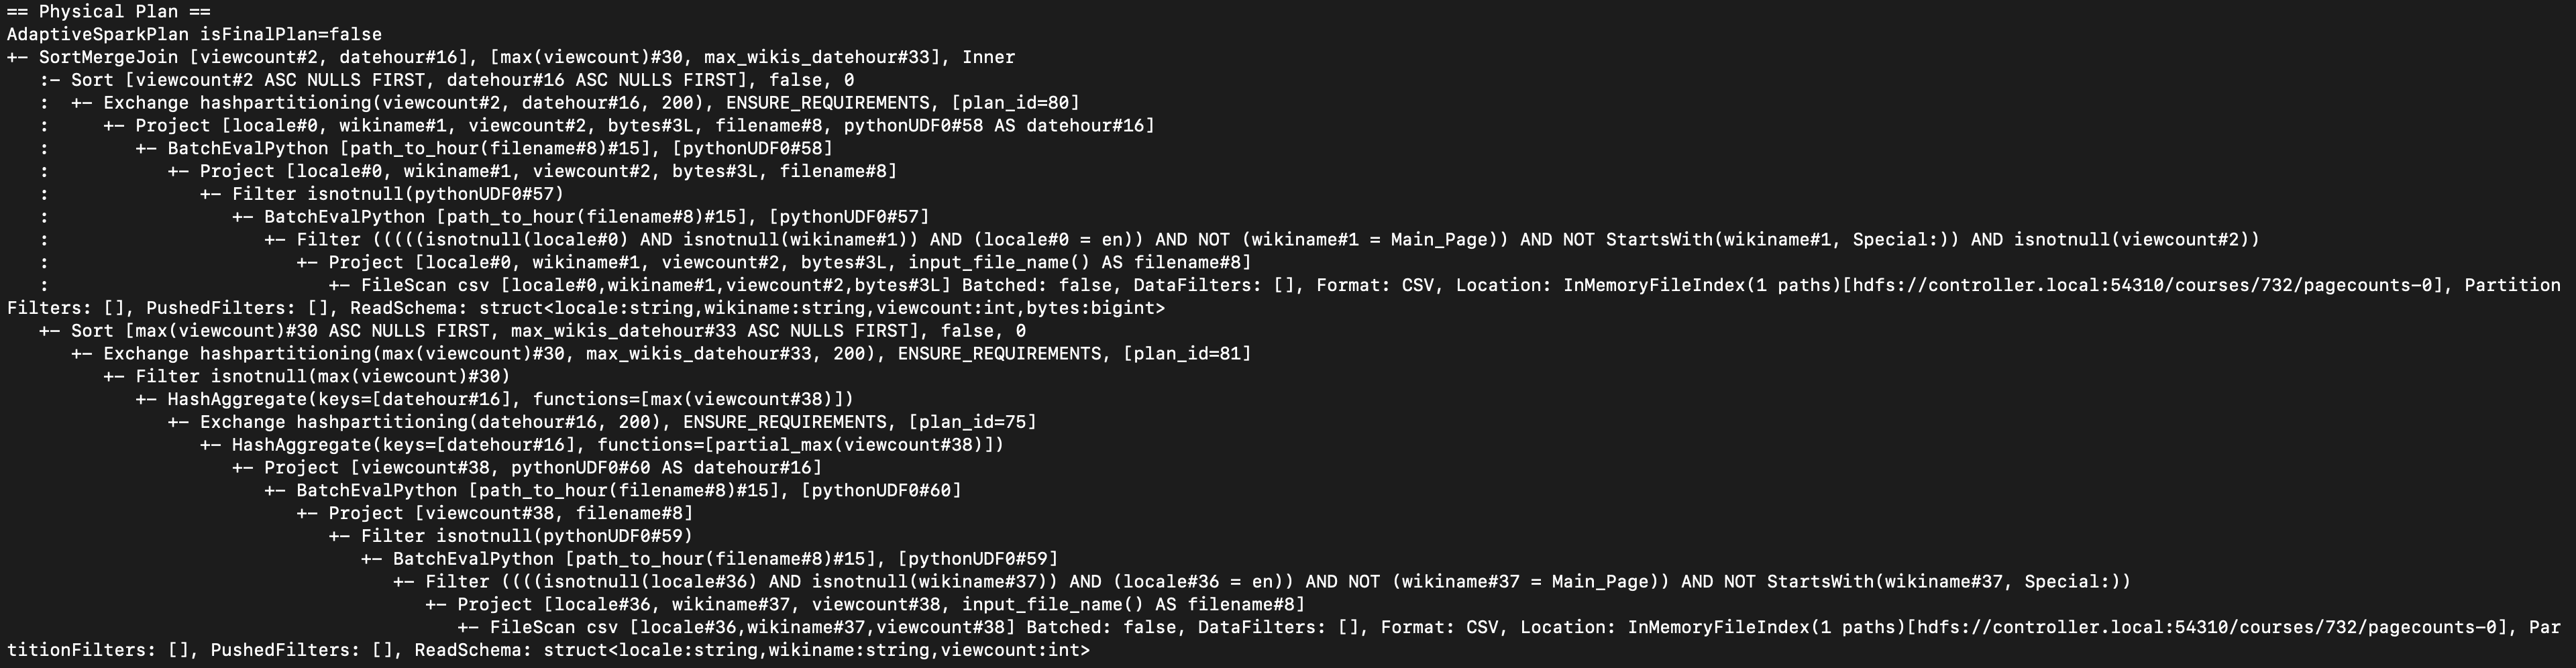 == Physical Plan ==
AdaptiveSparkPlan isFinalPlan=false
+- SortMergeJoin [viewcount#2, datehour#16], [max(viewcount)#30, max_wikis_datehour#33], Inner
   :- Sort [viewcount#2 ASC NULLS FIRST, datehour#16 ASC NULLS FIRST], false, 0
   :  +- Exchange hashpartitioning(viewcount#2, datehour#16, 200), ENSURE_REQUIREMENTS, [plan_id=80]
   :     +- Project [locale#0, wikiname#1, viewcount#2, bytes#3L, filename#8, pythonUDF0#58 AS datehour#16]
   :        +- BatchEvalPython [path_to_hour(filename#8)#15], [pythonUDF0#58]
   :           +- Project [locale#0, wikiname#1, viewcount#2, bytes#3L, filename#8]
   :              +- Filter isnotnull(pythonUDF0#57)
   :                 +- BatchEvalPython [path_to_hour(filename#8)#15], [pythonUDF0#57]
   :                    +- Filter (((((isnotnull(locale#0) AND isnotnull(wikiname#1)) AND (locale#0 = en)) AND NOT (wikiname#1 = Main_Page)) AND NOT StartsWith(wikiname#1, Special:)) AND isnotnull(viewcount#2))
   :                       +- Project [locale#0, wikiname#1, viewcount#2, bytes#3L, input_file_name() AS filename#8]
   :                          +- FileScan csv [locale#0,wikiname#1,viewcount#2,bytes#3L] Batched: false, DataFilters: [], Format: CSV, Location: InMemoryFileIndex(1 paths)[hdfs://controller.local:54310/courses/732/pagecounts-0], Partition
Filters: [], PushedFilters: [], ReadSchema: struct<locale:string,wikiname:string,viewcount:int,bytes:bigint>
   +- Sort [max(viewcount)#30 ASC NULLS FIRST, max_wikis_datehour#33 ASC NULLS FIRST], false, 0
      +- Exchange hashpartitioning(max(viewcount)#30, max_wikis_datehour#33, 200), ENSURE_REQUIREMENTS, [plan_id=81]
         +- Filter isnotnull(max(viewcount)#30)
            +- HashAggregate(keys=[datehour#16], functions=[max(viewcount#38)])
               +- Exchange hashpartitioning(datehour#16, 200), ENSURE_REQUIREMENTS, [plan_id=75]
                  +- HashAggregate(keys=[datehour#16], functions=[partial_max(viewcount#38)])
                     +- Project [viewcount#38, pythonUDF0#60 AS datehour#16]
                        +- BatchEvalPython [path_to_hour(filename#8)#15], [pythonUDF0#60]
                           +- Project [viewcount#38, filename#8]
                              +- Filter isnotnull(pythonUDF0#59)
                                 +- BatchEvalPython [path_to_hour(filename#8)#15], [pythonUDF0#59]
                                    +- Filter ((((isnotnull(locale#36) AND isnotnull(wikiname#37)) AND (locale#36 = en)) AND NOT (wikiname#37 = Main_Page)) AND NOT StartsWith(wikiname#37, Special:))
                                       +- Project [locale#36, wikiname#37, viewcount#38, input_file_name() AS filename#8]
                                          +- FileScan csv [locale#36,wikiname#37,viewcount#38] Batched: false, DataFilters: [], Format: CSV, Location: InMemoryFileIndex(1 paths)[hdfs://controller.local:54310/courses/732/pagecounts-0], Par
titionFilters: [], PushedFilters: [], ReadSchema: struct<locale:string,wikiname:string,viewcount:int>